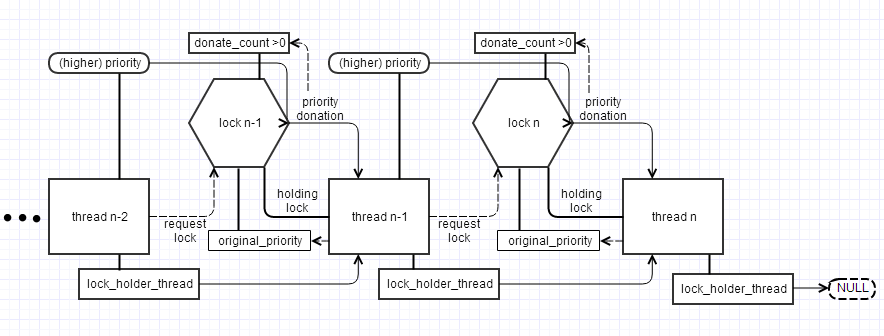 donate_count >0
donate_count >0
(higher) priority
(higher) priority
priority
donation
priority
donation
lock n-1
lock n
holding
lock
holding
lock
thread n-2
thread n-1
thread n
request
lock
request
lock
original_priority
original_priority
lock_holder_thread
lock_holder_thread
lock_holder_thread
NULL